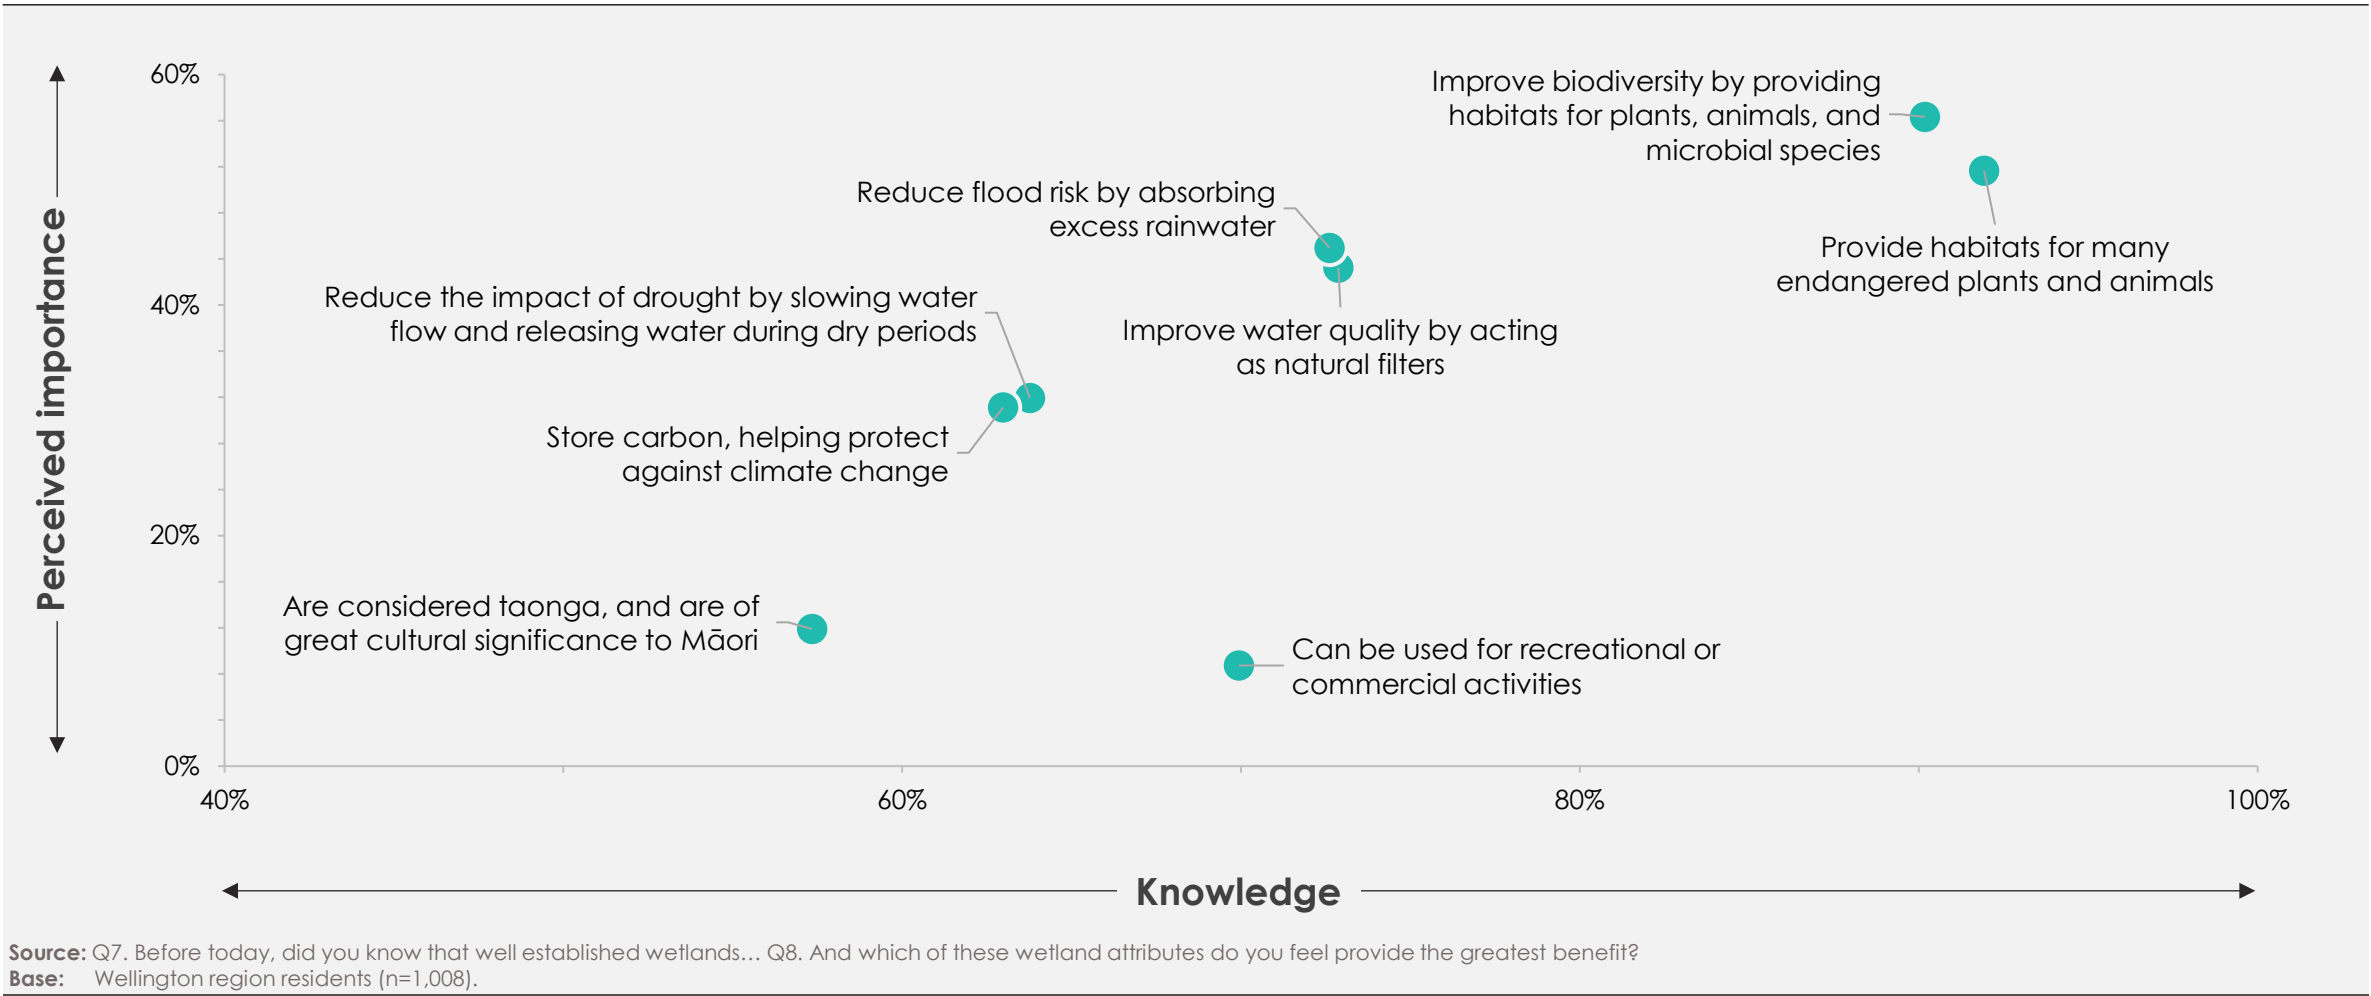 60%
Improve biodiversity by providing
habitats for plants, animals, and
microbial species
Reduce flood risk by absorbing
excess rainwater
Provide habitats for many
endangered plants and animals
Reduce the impact of drought by slowing water
flow and releasing water during dry periods
40%
Improve water quality by acting
as natural filters
Perceived importance
Store carbon, helping protect
against climate change
20%
Are considered taonga, and are of
great cultural significance to Māori
Can be used for recreational or
commercial activities
0%
40%
60%
80%
100%
Knowledge
Source: Q7. Before today, did you know that well established wetlands… Q8. And which of these wetland attributes do you feel provide the greatest benefit?
Base: Wellington region residents (n=1,008).